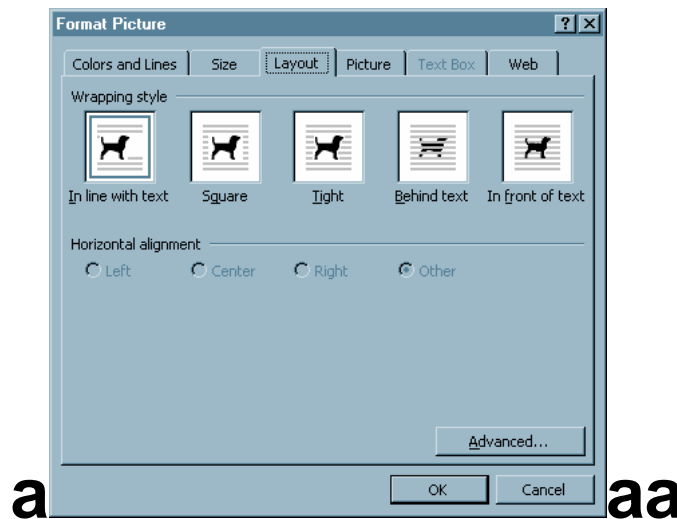 Format Picture
Colors and Lines Size Layout Picture Text Box Web
Wrapping style
In line with text Square Tight Behind text In front of text
Horizontal alignment
Left Center Right Other
Advanced...
OK Cancel
a aa